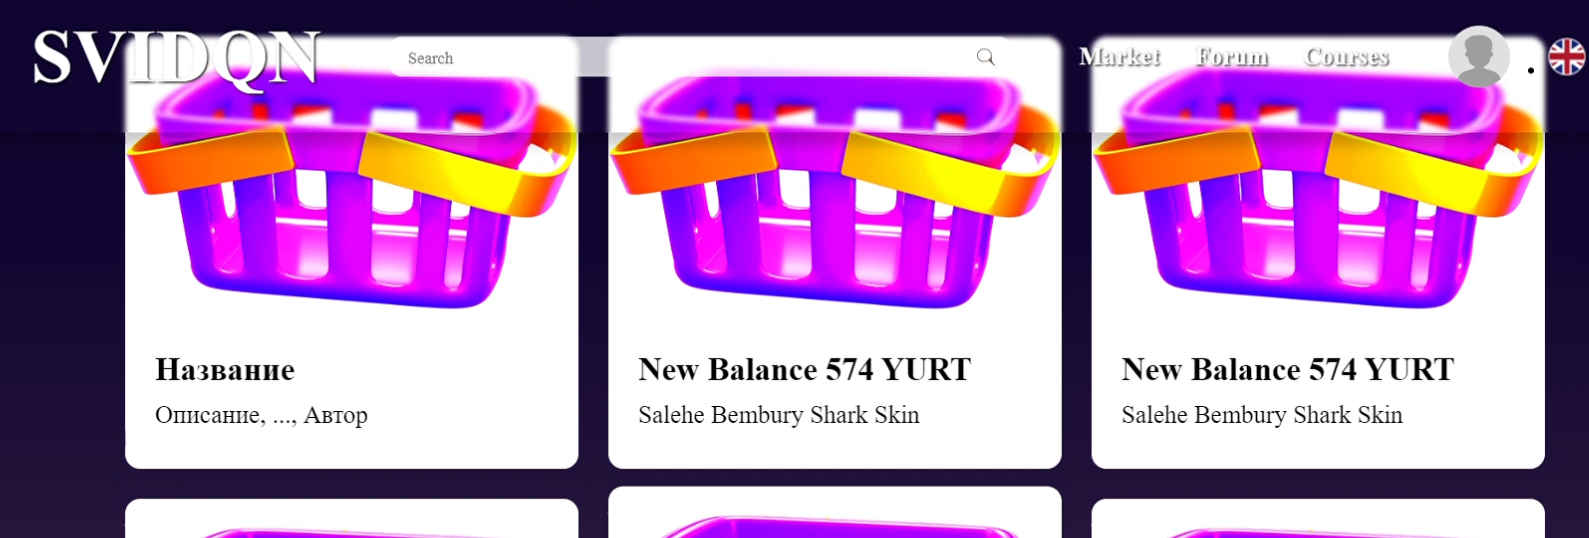 SVIDQN
Search
Market Forum Courses
Название
Описание, ..., Автор
New Balance 574 YURT
Salehe Bembury Shark Skin
New Balance 574 YURT
Salehe Bembury Shark Skin